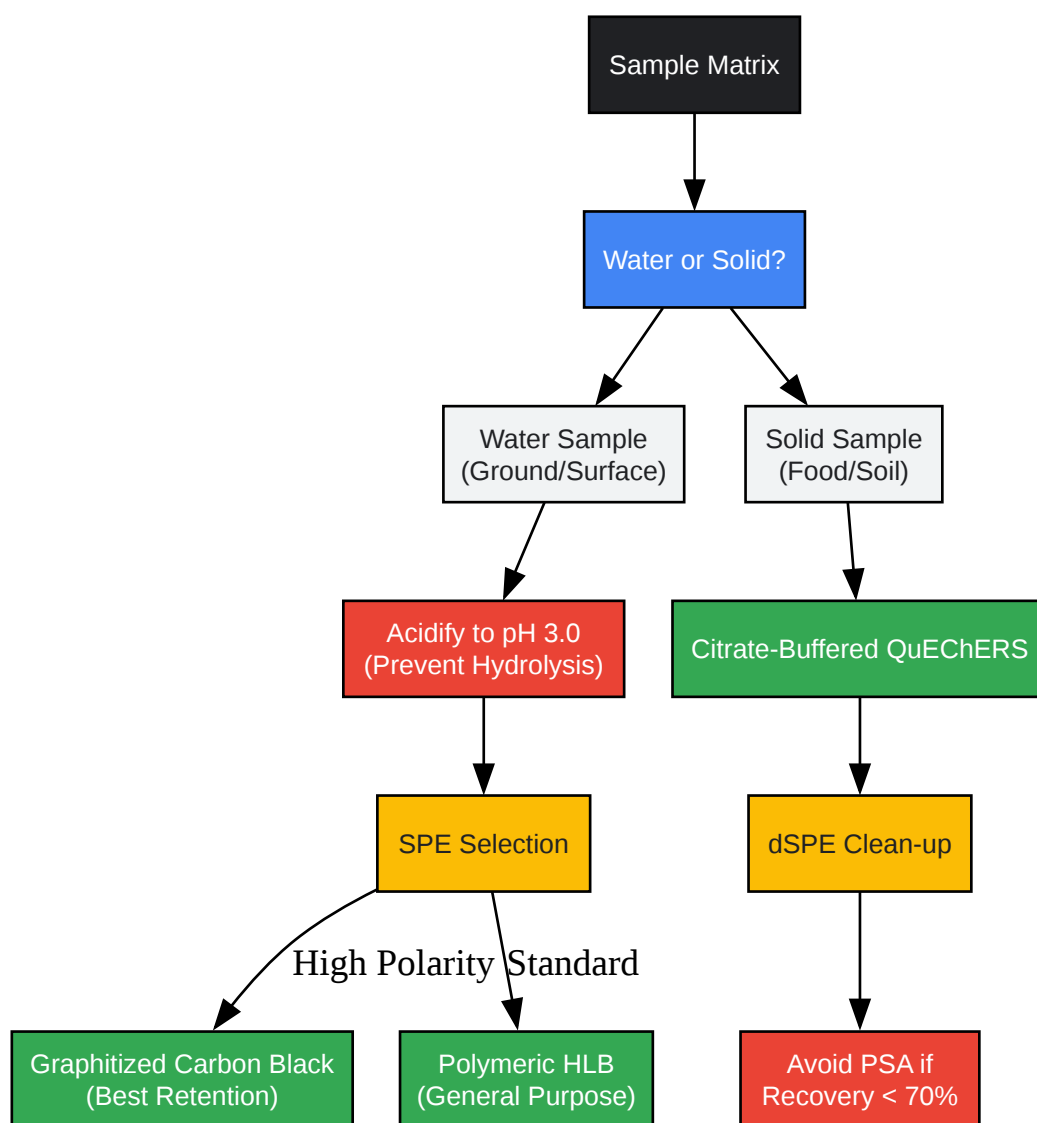 Sample Matrix
Water or Solid?
Water Sample
(Ground/Surface)
Solid Sample
(Food/Soil)
Acidify to pH 3.0
(Prevent Hydrolysis)
Citrate-Buffered QuEChERS
SPE Selection
dSPE Clean-up
High Polarity
Standard
Graphitized Carbon Black
(Best Retention)
Polymeric HLB
(General Purpose)
Avoid PSA if
Recovery < 70%